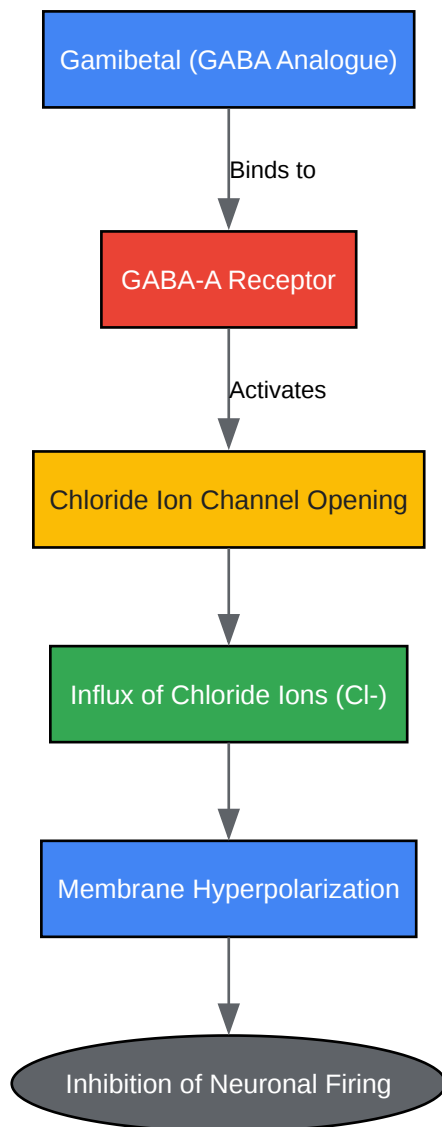 Gamibetal (GABA Analogue)
Binds to
GABA-A Receptor
Activates
Chloride Ion Channel Opening
Influx of Chloride Ions (Cl-)
Membrane Hyperpolarization
Inhibition of Neuronal Firing